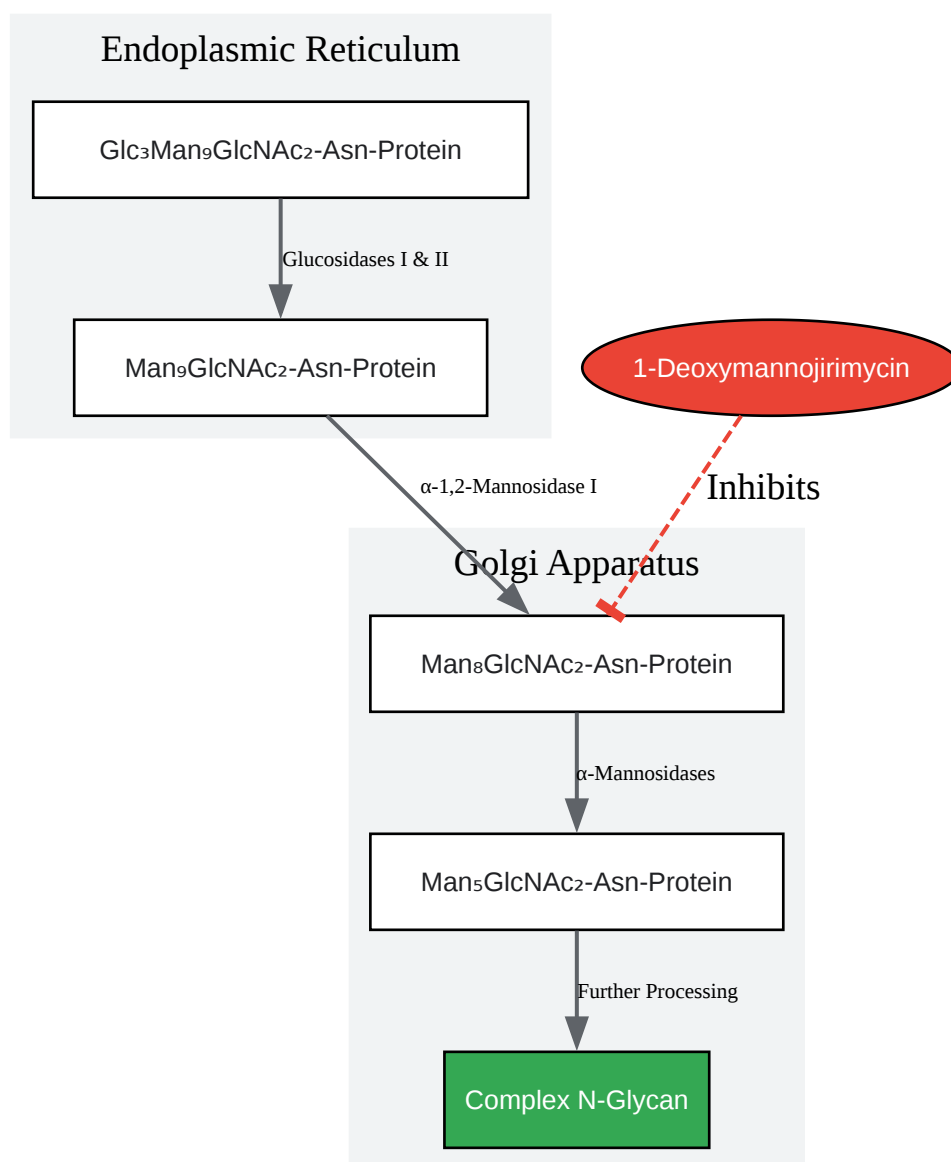 Endoplasmic Reticulum
Glc₃Man₉GlcNAc₂-Asn-Protein
Glucosidases I & II
Man₉GlcNAc₂-Asn-Protein
1-Deoxymannojirimycin
α-1,2-Mannosidase I
Inhibits
Golgi Apparatus
Man₈GlcNAc₂-Asn-Protein
α-Mannosidases
Man₅GlcNAc₂-Asn-Protein
Further Processing
Complex N-Glycan